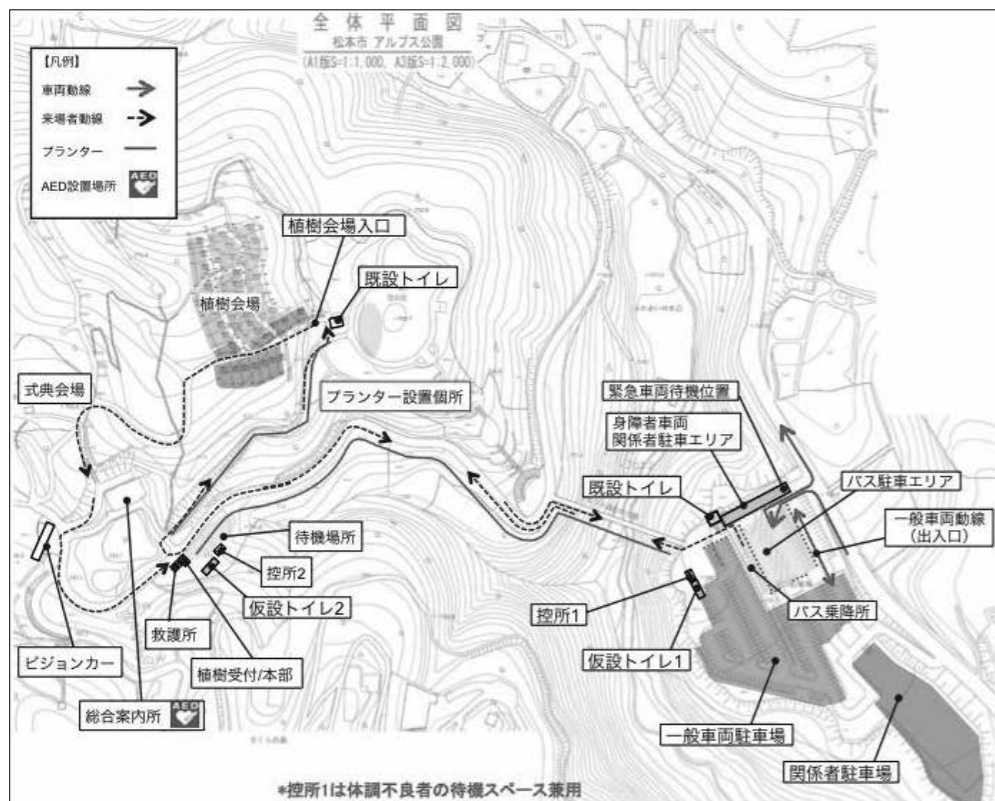 全体平面図
松本市 アルプス公園
(A1版S=1:1,000, A3版S=1:2,000)
【凡例】
車両動線
来場者動線
プランター
AED設置場所
AED
植樹会場入口
既設トイレ
植樹会場
式典会場
プランター設置個所
緊急車両待機位置
身障者車両
関係者駐車エリア
既設トイレ
バス駐車エリア
一般車両動線
(出入口)
待機場所
控所2
仮設トイレ2
控所1
バス乗降所
救護所
仮設トイレ1
ビジョンカー
植樹受付/本部
総合案内所
AED
一般車両駐車場
関係者駐車場
*控所1は体調不良者の待機スペース兼用